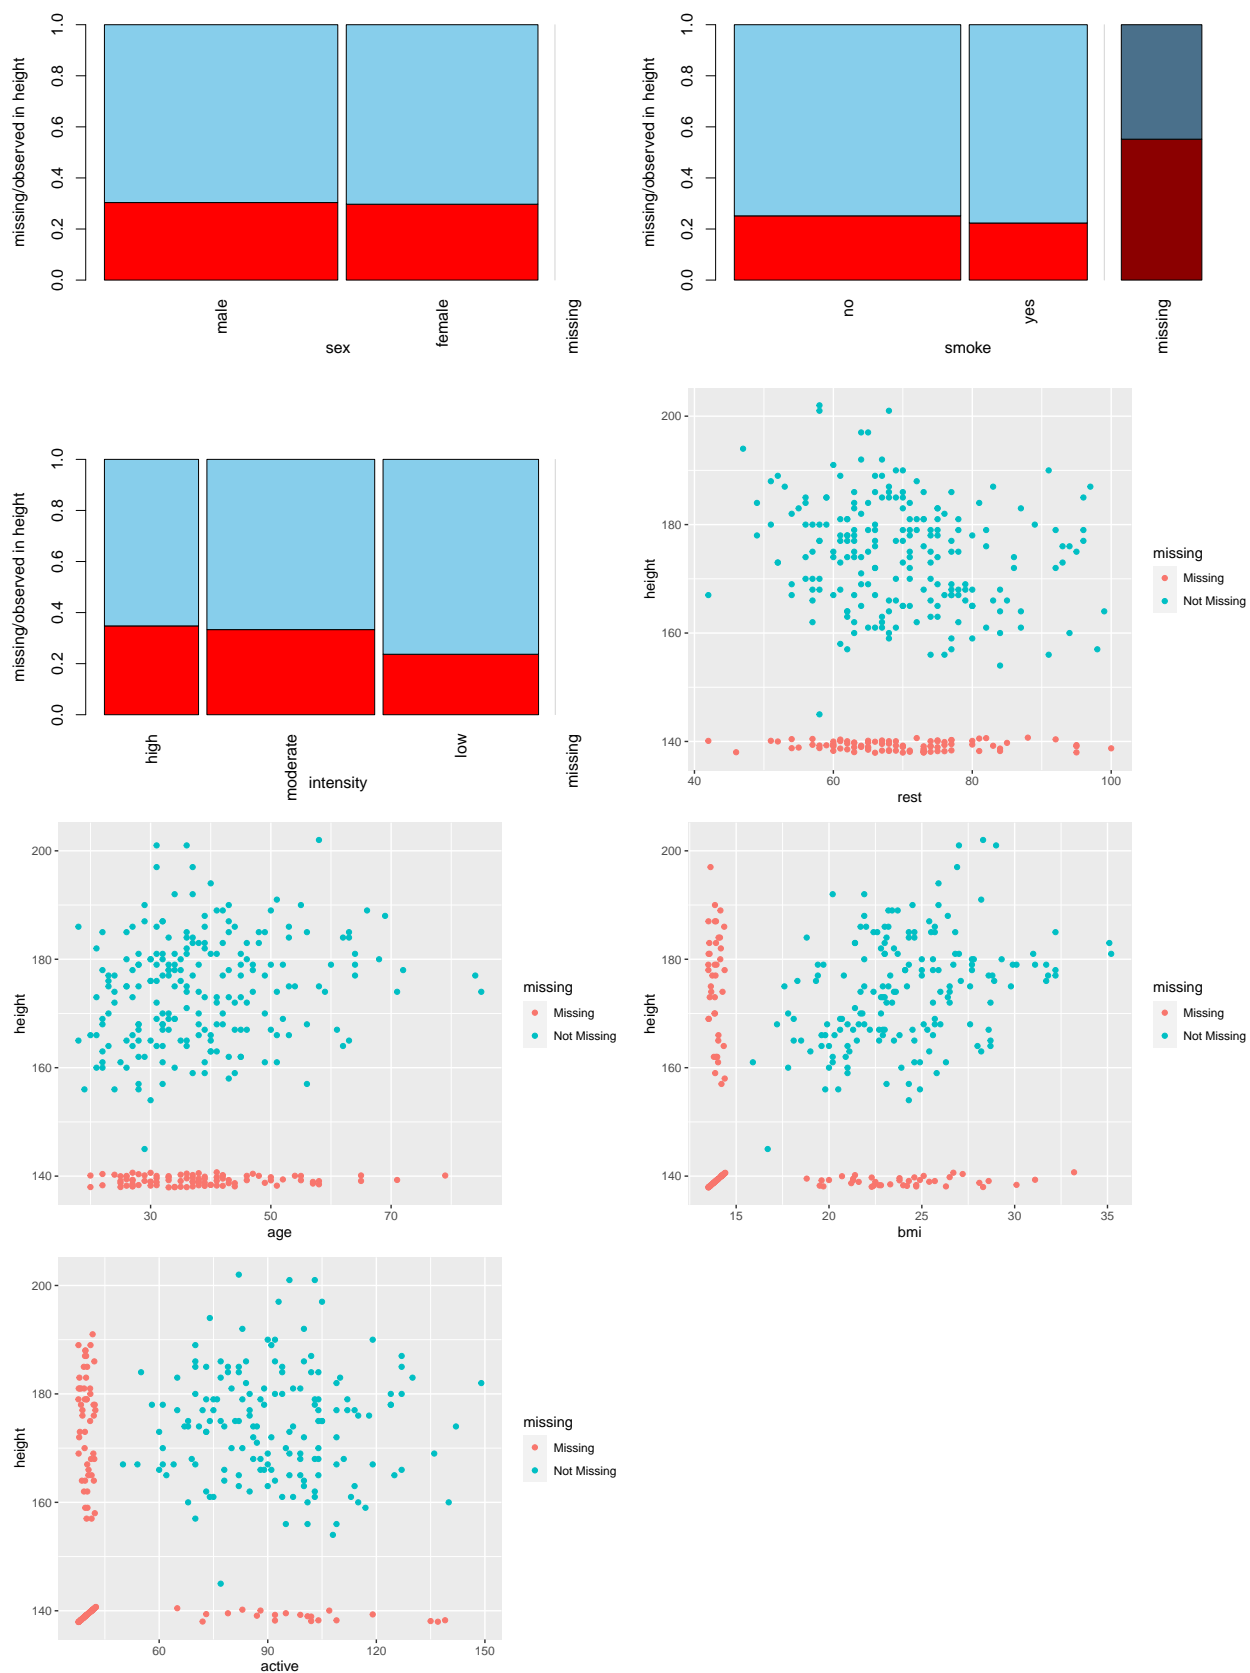 missing/observed in height
0.0 0.2 0.4 0.6 0.8 1.0
male
female
missing
sex
missing/observed in height
0.0 0.2 0.4 0.6 0.8 1.0
no
yes
missing
smoke
missing/observed in height
0.0 0.2 0.4 0.6 0.8 1.0
high
moderate
low
missing
intensity
height
200
180
160
140
40 60 80 100
rest
missing
Missing
Not Missing
height
200
180
160
140
30 50 70
age
missing
Missing
Not Missing
height
200
180
160
140
15 20 25 30 35
bmi
missing
Missing
Not Missing
height
200
180
160
140
60 90 120 150
active
missing
Missing
Not Missing